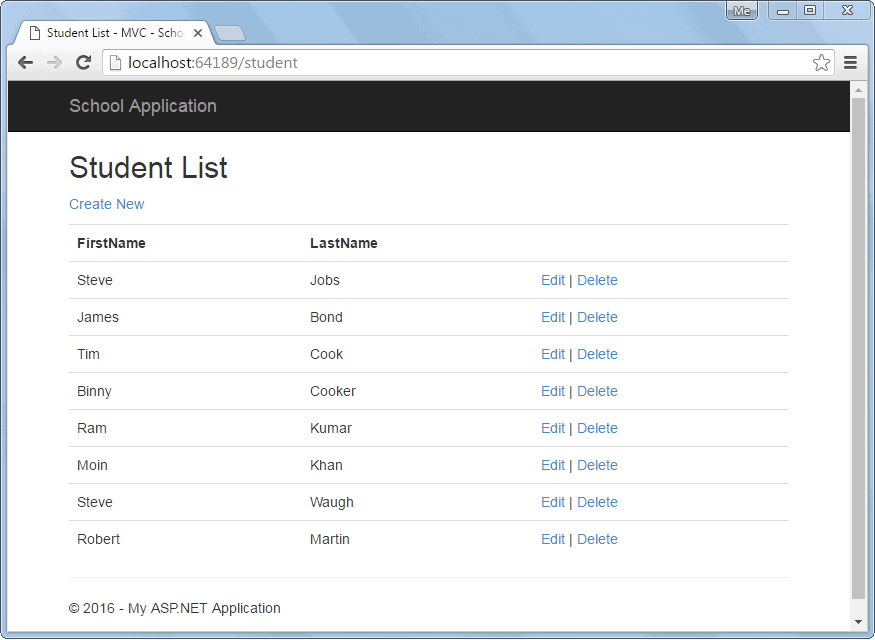 Me
Student List - MVC - Scho
localhost:64189/student
School Application
Student List
Create New
FirstName LastName
Steve Jobs Edit | Delete
James Bond Edit | Delete
Tim Cook Edit | Delete
Binny Cooker Edit | Delete
Ram Kumar Edit | Delete
Moin Khan Edit | Delete
Steve Waugh Edit | Delete
Robert Martin Edit | Delete
© 2016 - My ASP.NET Application